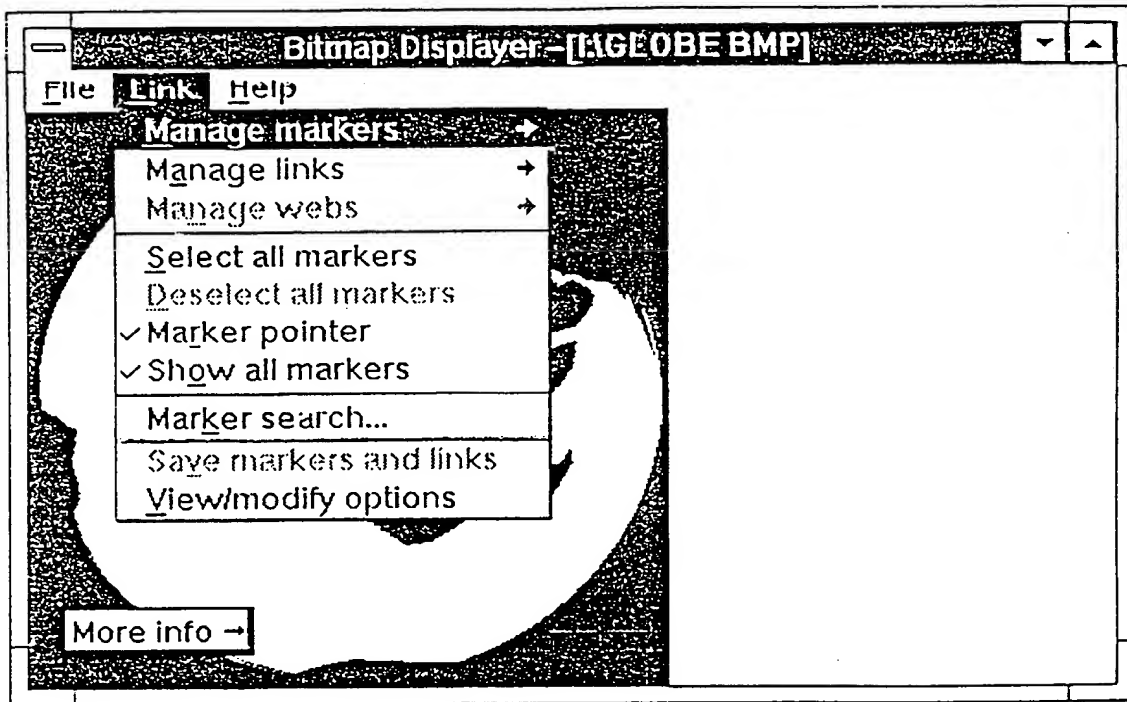 Bitmap Displayer -[I:\GLOBE BMP]
File Link Help
Manage markers →
Manage links →
Manage webs →
Select all markers
Deselect all markers
✓ Marker pointer
✓ Show all markers
Marker search...
Save markers and links
View/modify options
More info →